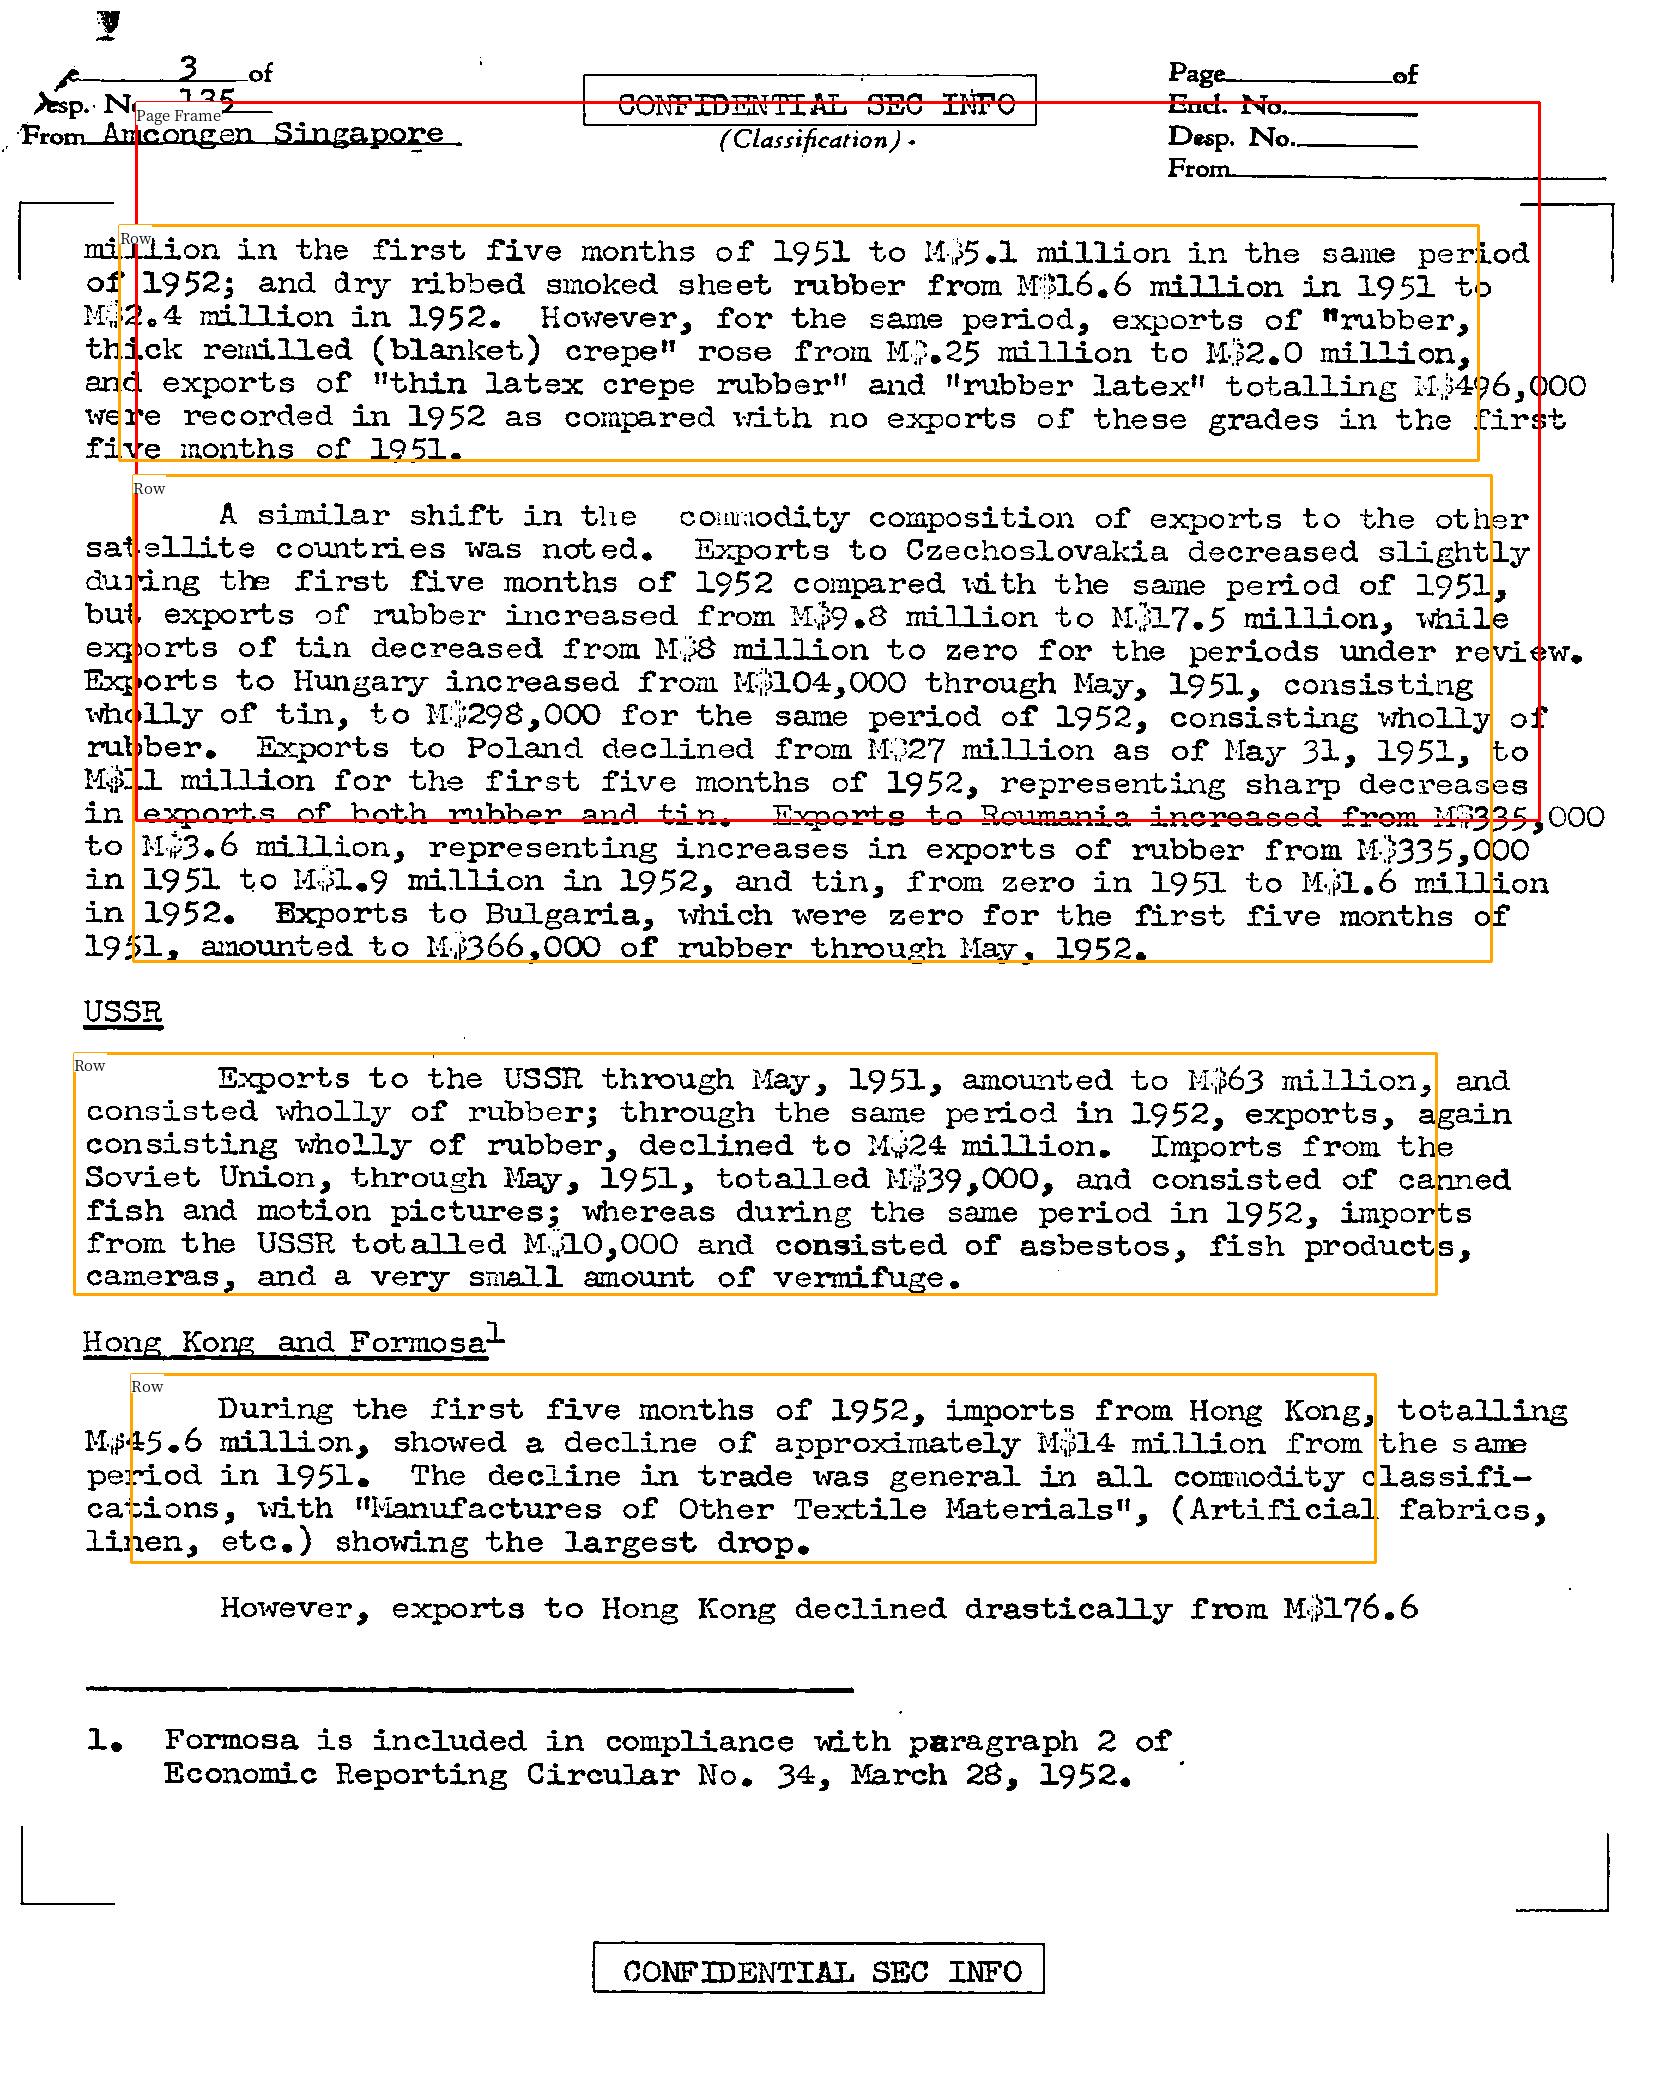 3 of
Desp. No. 135
From Amcongen Singapore
CONFIDENTIAL SEC INFO
(Classification)
Page of
Encl. No.
Desp. No.
From
Page Frame
Row
million in the first five months of 1951 to M$5.1 million in the same period
of 1952; and dry ribbed smoked sheet rubber from M$16.6 million in 1951 to
M$2.4 million in 1952. However, for the same period, exports of "rubber,
thick remilled (blanket) crepe" rose from M$.25 million to M$2.0 million,
and exports of "thin latex crepe rubber" and "rubber latex" totalling M$496,000
were recorded in 1952 as compared with no exports of these grades in the first
five months of 1951.
Row
A similar shift in the commodity composition of exports to the other
satellite countries was noted. Exports to Czechoslovakia decreased slightly
during the first five months of 1952 compared with the same period of 1951,
but exports of rubber increased from M$9.8 million to M$17.5 million, while
exports of tin decreased from M$8 million to zero for the periods under review.
Exports to Hungary increased from M$104,000 through May, 1951, consisting
wholly of tin, to M$298,000 for the same period of 1952, consisting wholly of
rubber. Exports to Poland declined from M$27 million as of May 31, 1951, to
M$11 million for the first five months of 1952, representing sharp decreases
in exports of both rubber and tin. Exports to Roumania increased from M$335,000
to M$3.6 million, representing increases in exports of rubber from M$335,000
in 1951 to M$1.9 million in 1952, and tin, from zero in 1951 to M$1.6 million
in 1952. Exports to Bulgaria, which were zero for the first five months of
1951, amounted to M$366,000 of rubber through May, 1952.
USSR
Row
Exports to the USSR through May, 1951, amounted to M$63 million, and
consisted wholly of rubber; through the same period in 1952, exports, again
consisting wholly of rubber, declined to M$24 million. Imports from the
Soviet Union, through May, 1951, totalled M$39,000, and consisted of canned
fish and motion pictures; whereas during the same period in 1952, imports
from the USSR totalled M$10,000 and consisted of asbestos, fish products,
cameras, and a very small amount of vermifuge.
Hong Kong and Formosa1
Row
During the first five months of 1952, imports from Hong Kong, totalling
M$45.6 million, showed a decline of approximately M$14 million from the same
period in 1951. The decline in trade was general in all commodity classifi-
cations, with "Manufactures of Other Textile Materials", (Artificial fabrics,
linen, etc.) showing the largest drop.
However, exports to Hong Kong declined drastically from M$176.6
1. Formosa is included in compliance with paragraph 2 of
Economic Reporting Circular No. 34, March 28, 1952.
CONFIDENTIAL SEC INFO